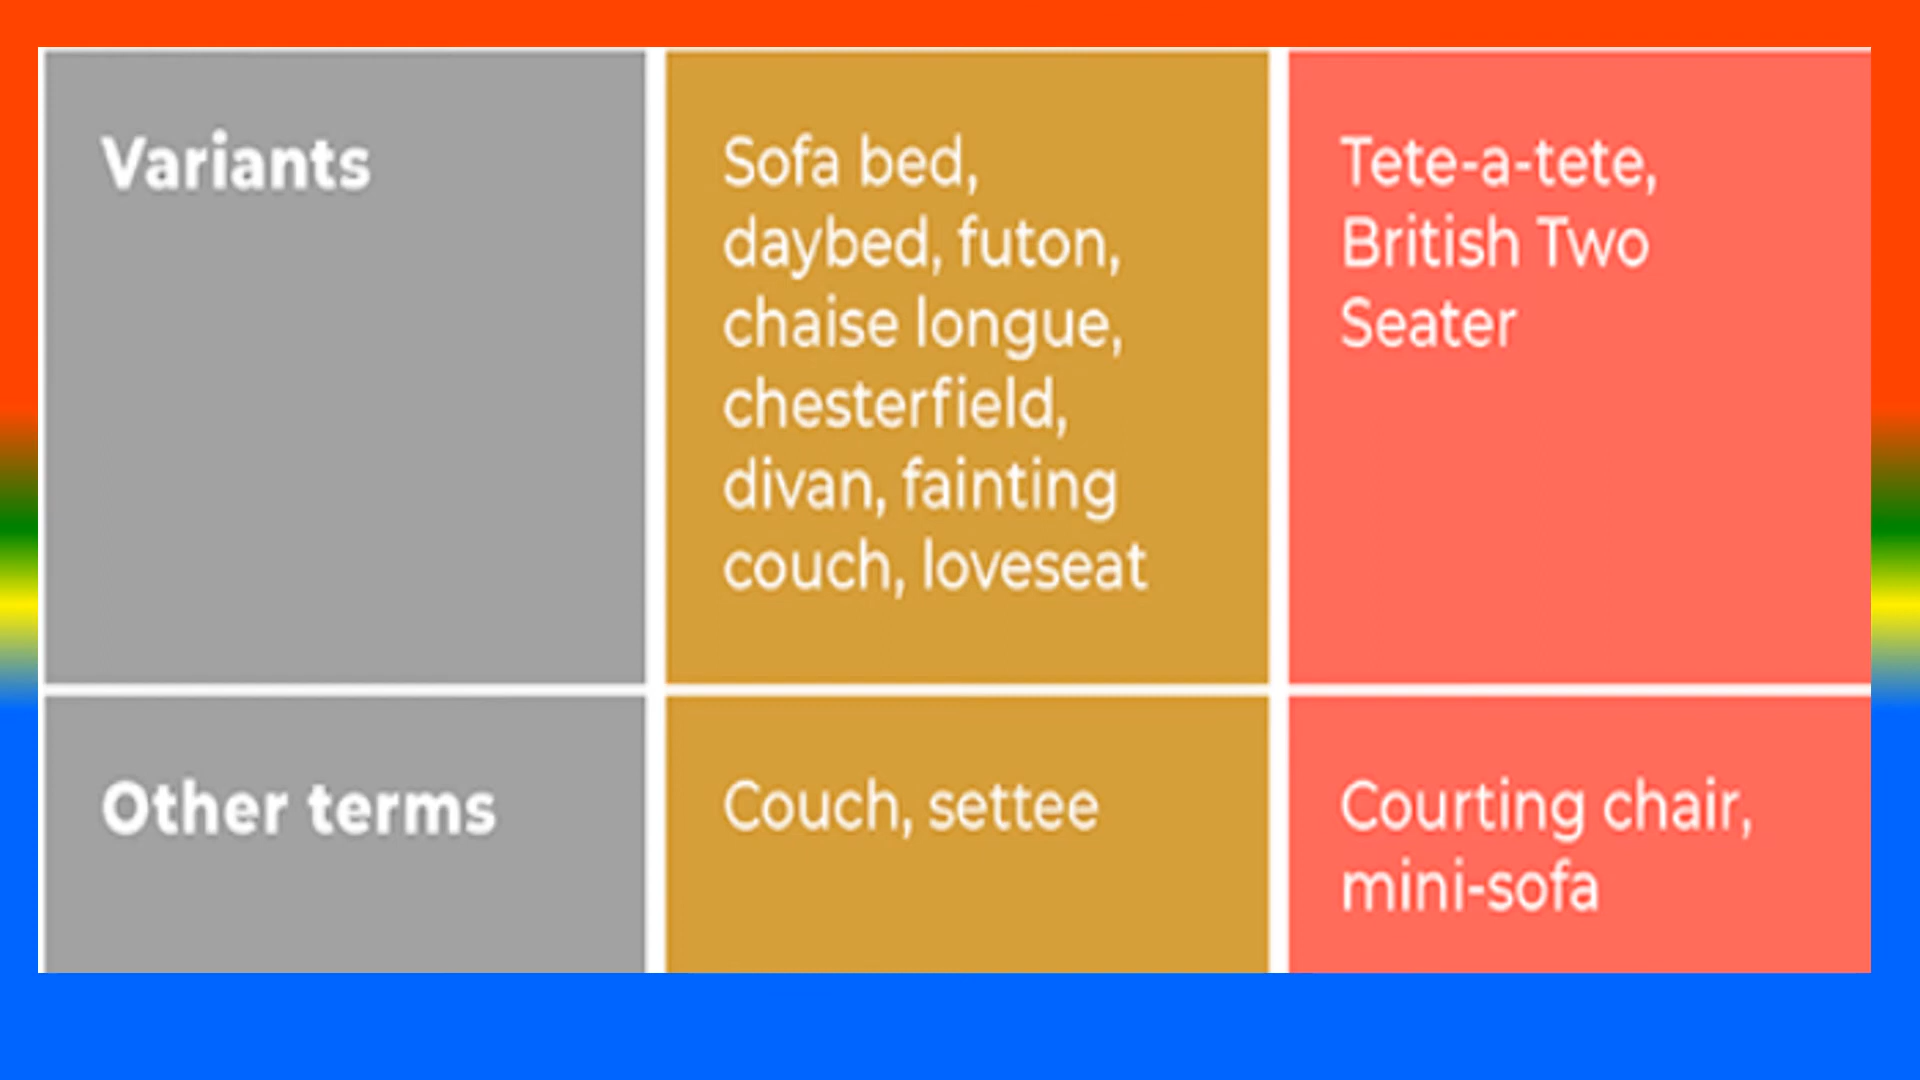 Variants
Sofa bed,
daybed, futon,
chaise longue,
chesterfield,
divan, fainting
couch, loveseat
Tete-a-tete,
British Two
Seater
Other terms
Couch, settee
Courting chair,
mini-sofa